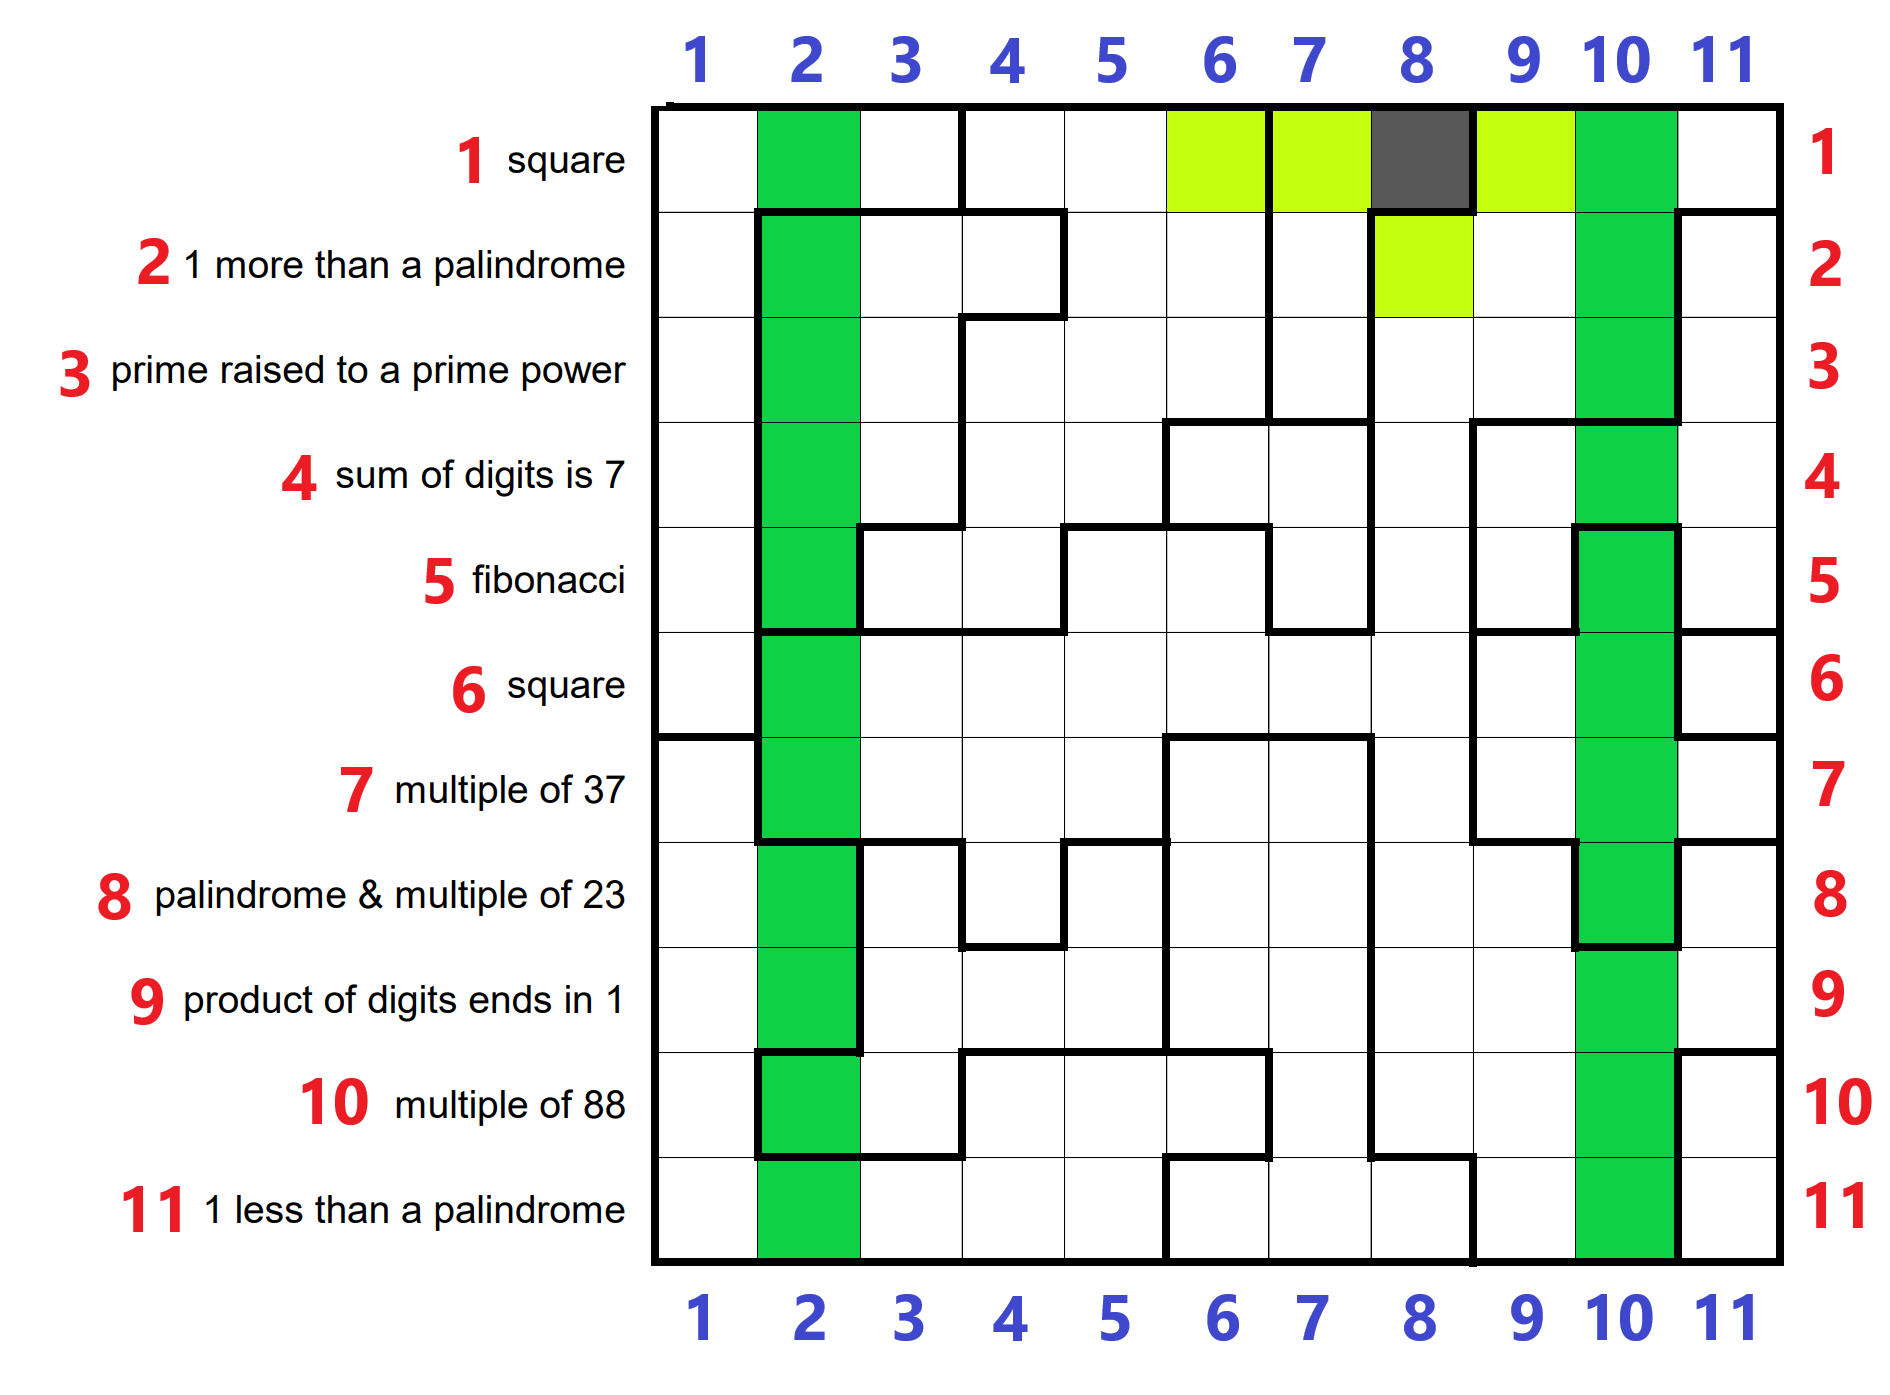 1 2 3 4 5 6 7 8 9 10 11
1 square 1
2 1 more than a palindrome 2
3 prime raised to a prime power 3
4 sum of digits is 7 4
5 fibonacci 5
6 square 6
7 multiple of 37 7
8 palindrome & multiple of 23 8
9 product of digits ends in 1 9
10 multiple of 88 10
11 1 less than a palindrome 11
1 2 3 4 5 6 7 8 9 10 11